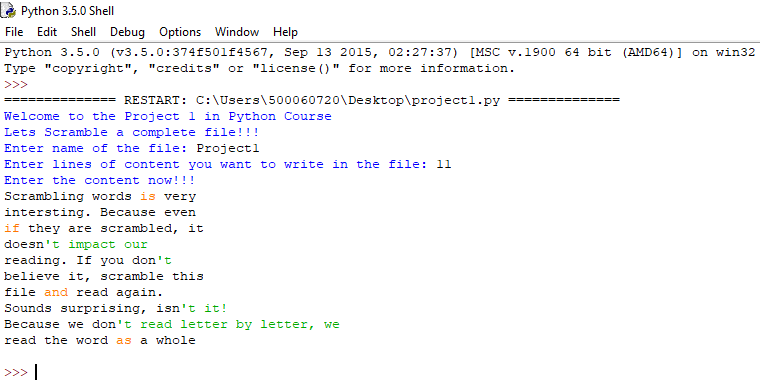 Python 3.5.0 Shell
File Edit Shell Debug Options Window Help
Python 3.5.0 (v3.5.0:374f501f4567, Sep 13 2015, 02:27:37) [MSC v.1900 64 bit (AMD64)] on win32
Type "copyright", "credits" or "license()" for more information.
>>>
============== RESTART: C:\Users\500060720\Desktop\project1.py ==============
Welcome to the Project 1 in Python Course
Lets Scramble a complete file!!!
Enter name of the file: Project1
Enter lines of content you want to write in the file: 11
Enter the content now!!!
Scrambling words is very
intersting. Because even
if they are scrambled, it
doesn't impact our
reading. If you don't
believe it, scramble this
file and read again.
Sounds surprising, isn't it!
Because we don't read letter by letter, we
read the word as a whole
>>>